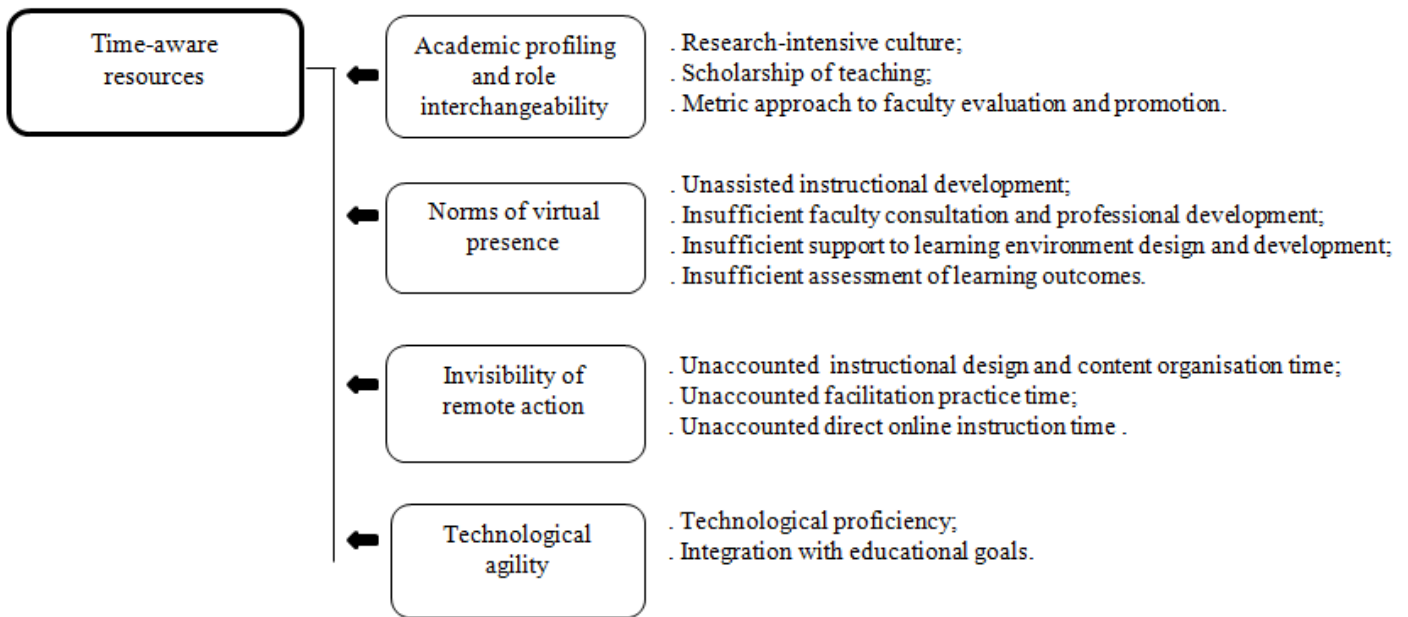 Time-aware
resources
Academic profiling
and role
interchangeability
. Research-intensive culture;
. Scholarship of teaching;
. Metric approach to faculty evaluation and promotion.
Norms of virtual
presence
. Unassisted instructional development;
. Insufficient faculty consultation and professional development;
. Insufficient support to learning environment design and development;
. Insufficient assessment of learning outcomes.
Invisibility of
remote action
. Unaccounted instructional design and content organisation time;
. Unaccounted facilitation practice time;
. Unaccounted direct online instruction time .
Technological
agility
. Technological proficiency;
. Integration with educational goals.